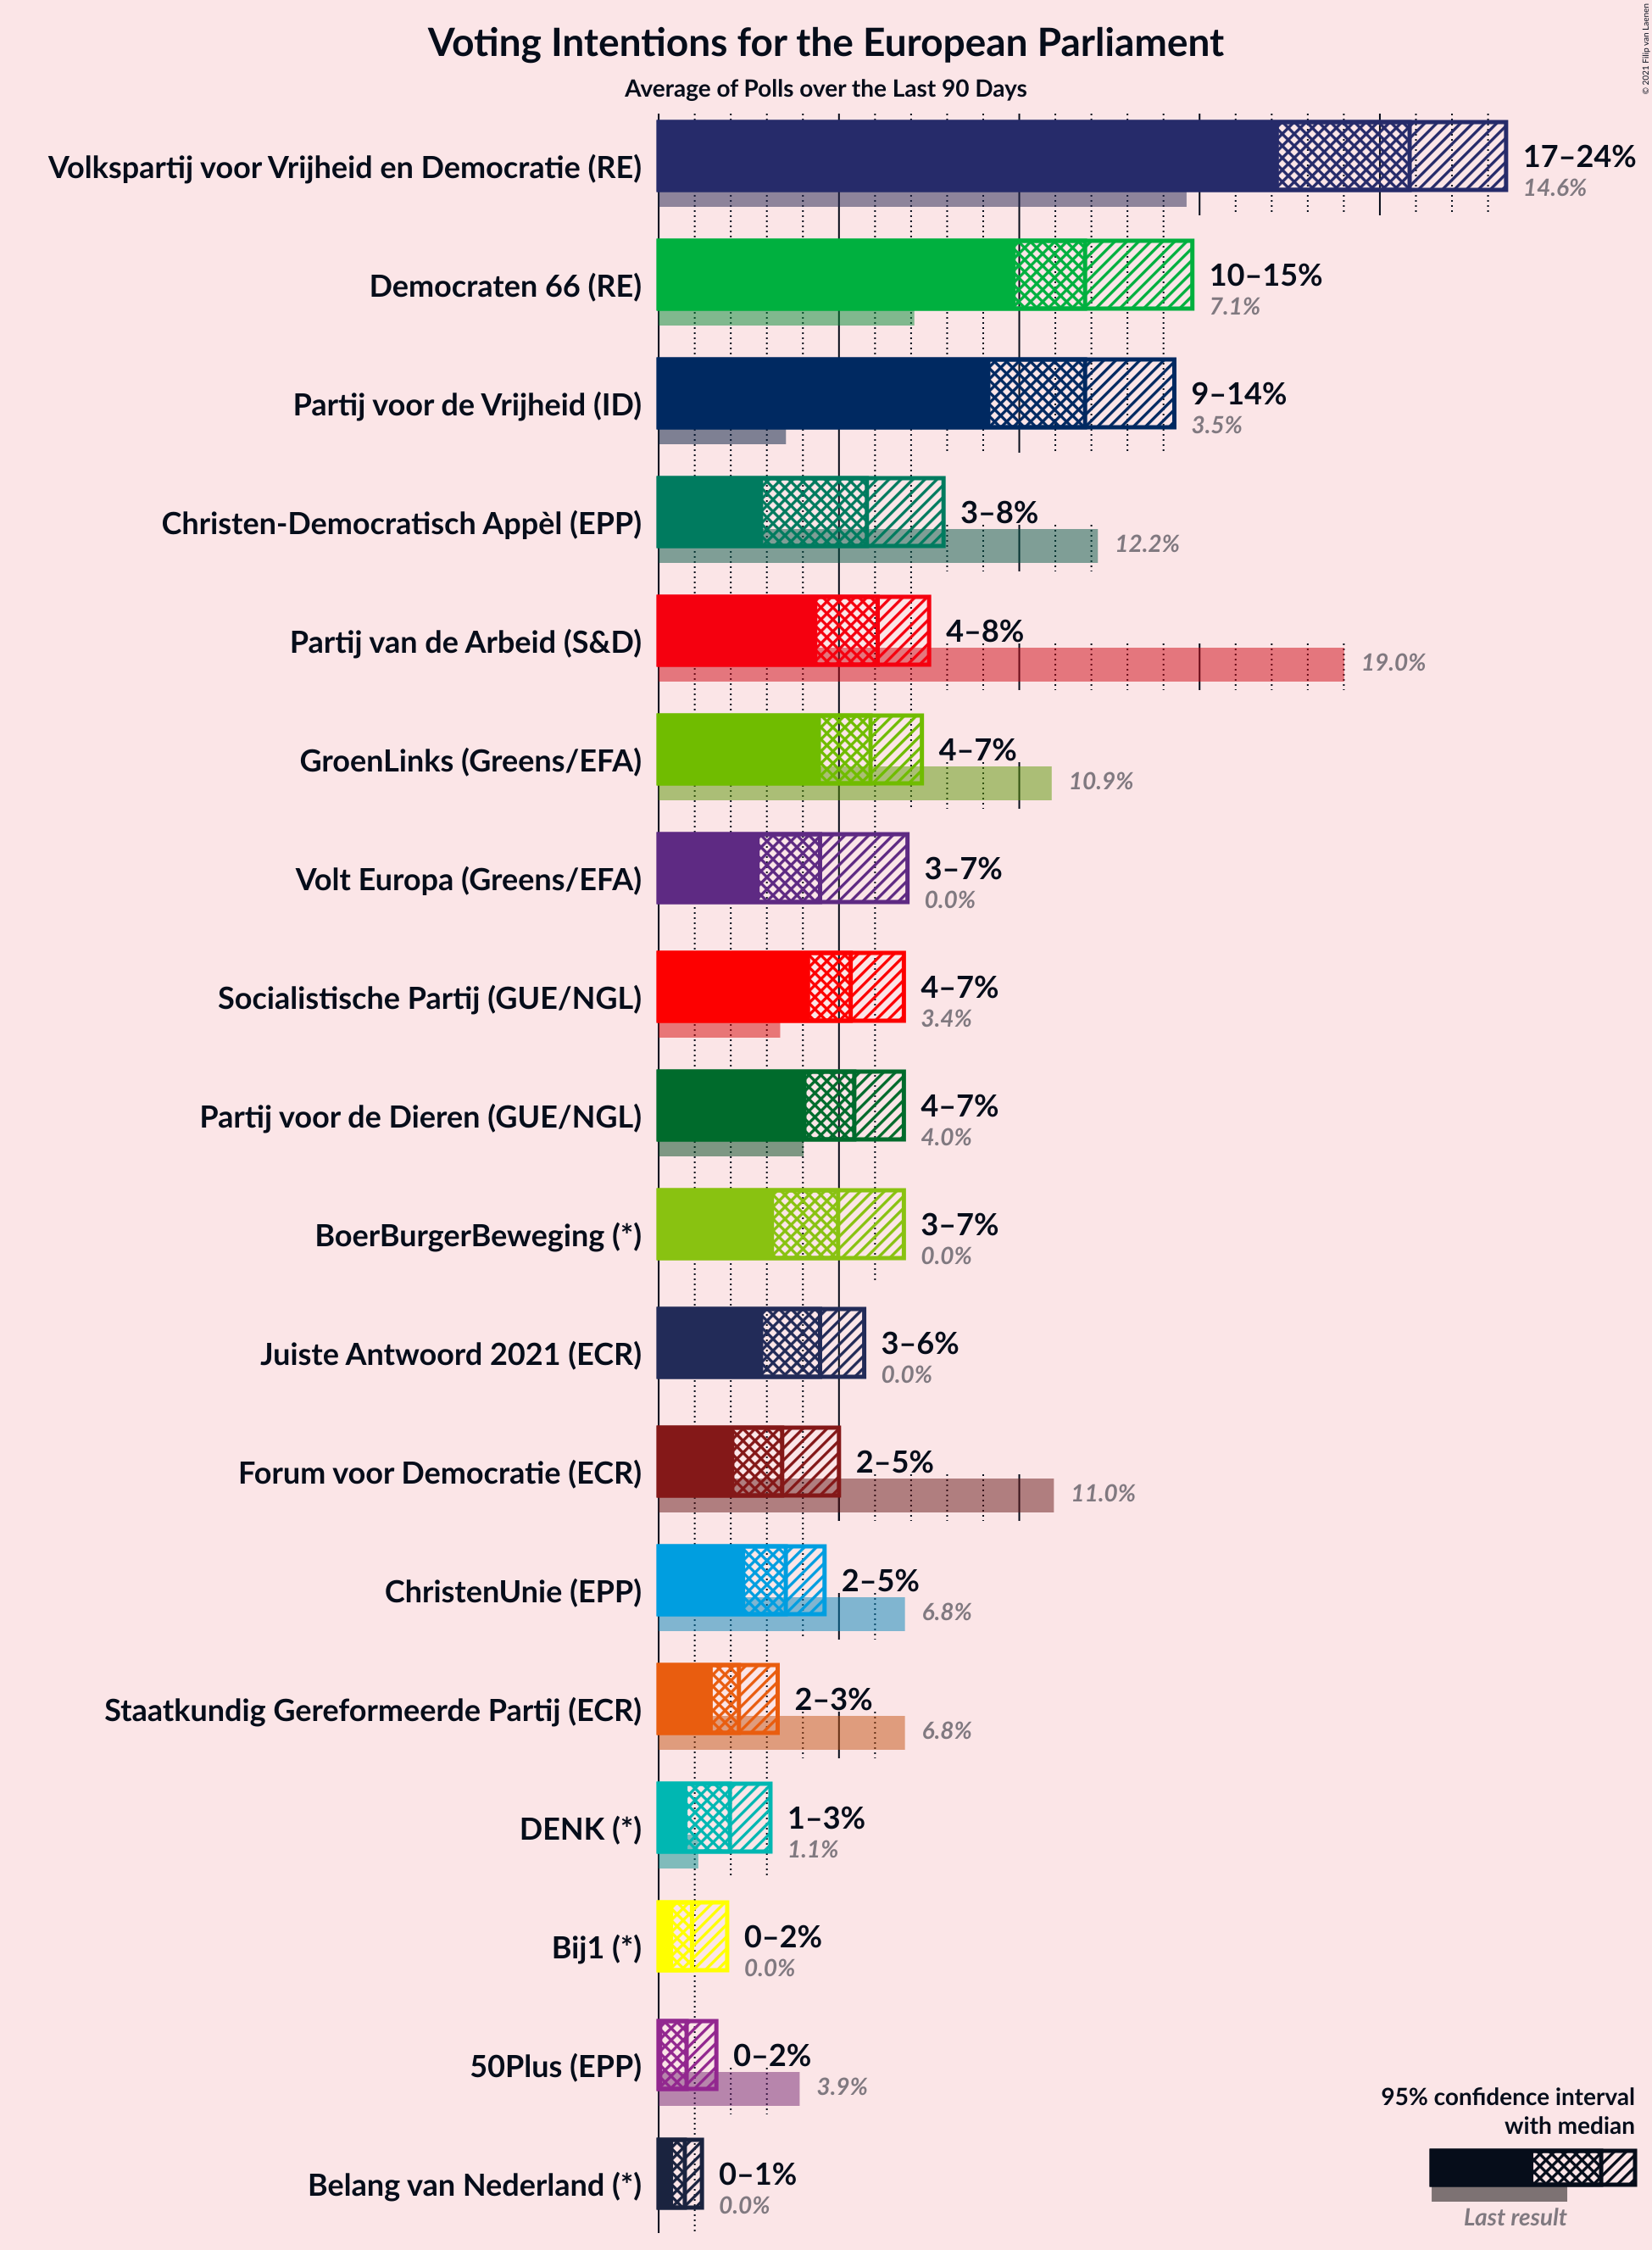 © 2021 Filip van Laenen
Voting Intentions for the European Parliament
Average of Polls over the Last 90 Days
Volkspartij voor Vrijheid en Democratie (RE)
17–24%
14.6%
Democraten 66 (RE)
10–15%
7.1%
Partij voor de Vrijheid (ID)
9–14%
3.5%
Christen-Democratisch Appèl (EPP)
3–8%
12.2%
Partij van de Arbeid (S&D)
4–8%
19.0%
GroenLinks (Greens/EFA)
4–7%
10.9%
Volt Europa (Greens/EFA)
3–7%
0.0%
Socialistische Partij (GUE/NGL)
4–7%
3.4%
Partij voor de Dieren (GUE/NGL)
4–7%
4.0%
BoerBurgerBeweging (*)
3–7%
0.0%
Juiste Antwoord 2021 (ECR)
3–6%
0.0%
Forum voor Democratie (ECR)
2–5%
11.0%
ChristenUnie (EPP)
2–5%
6.8%
Staatkundig Gereformeerde Partij (ECR)
2–3%
6.8%
DENK (*)
1–3%
1.1%
Bij1 (*)
0–2%
0.0%
50Plus (EPP)
0–2%
3.9%
Belang van Nederland (*)
0–1%
0.0%
95% confidence interval
with median
Last result